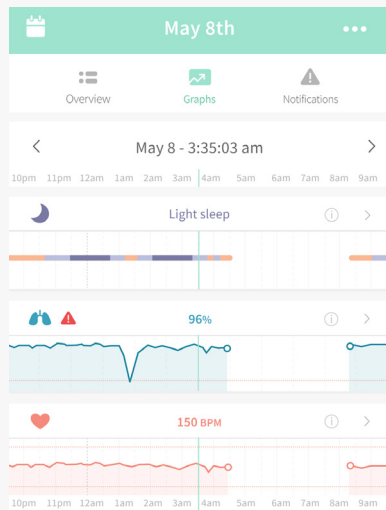 May 8th
Overview Graphs Notifications
May 8 - 3:35:03 am
10pm 11pm 12am 1am 2am 3am 4am 5am 6am 7am 8am 9am
Light sleep
96%
150 BPM
10pm 11pm 12am 1am 2am 3am 4am 5am 6am 7am 8am 9am